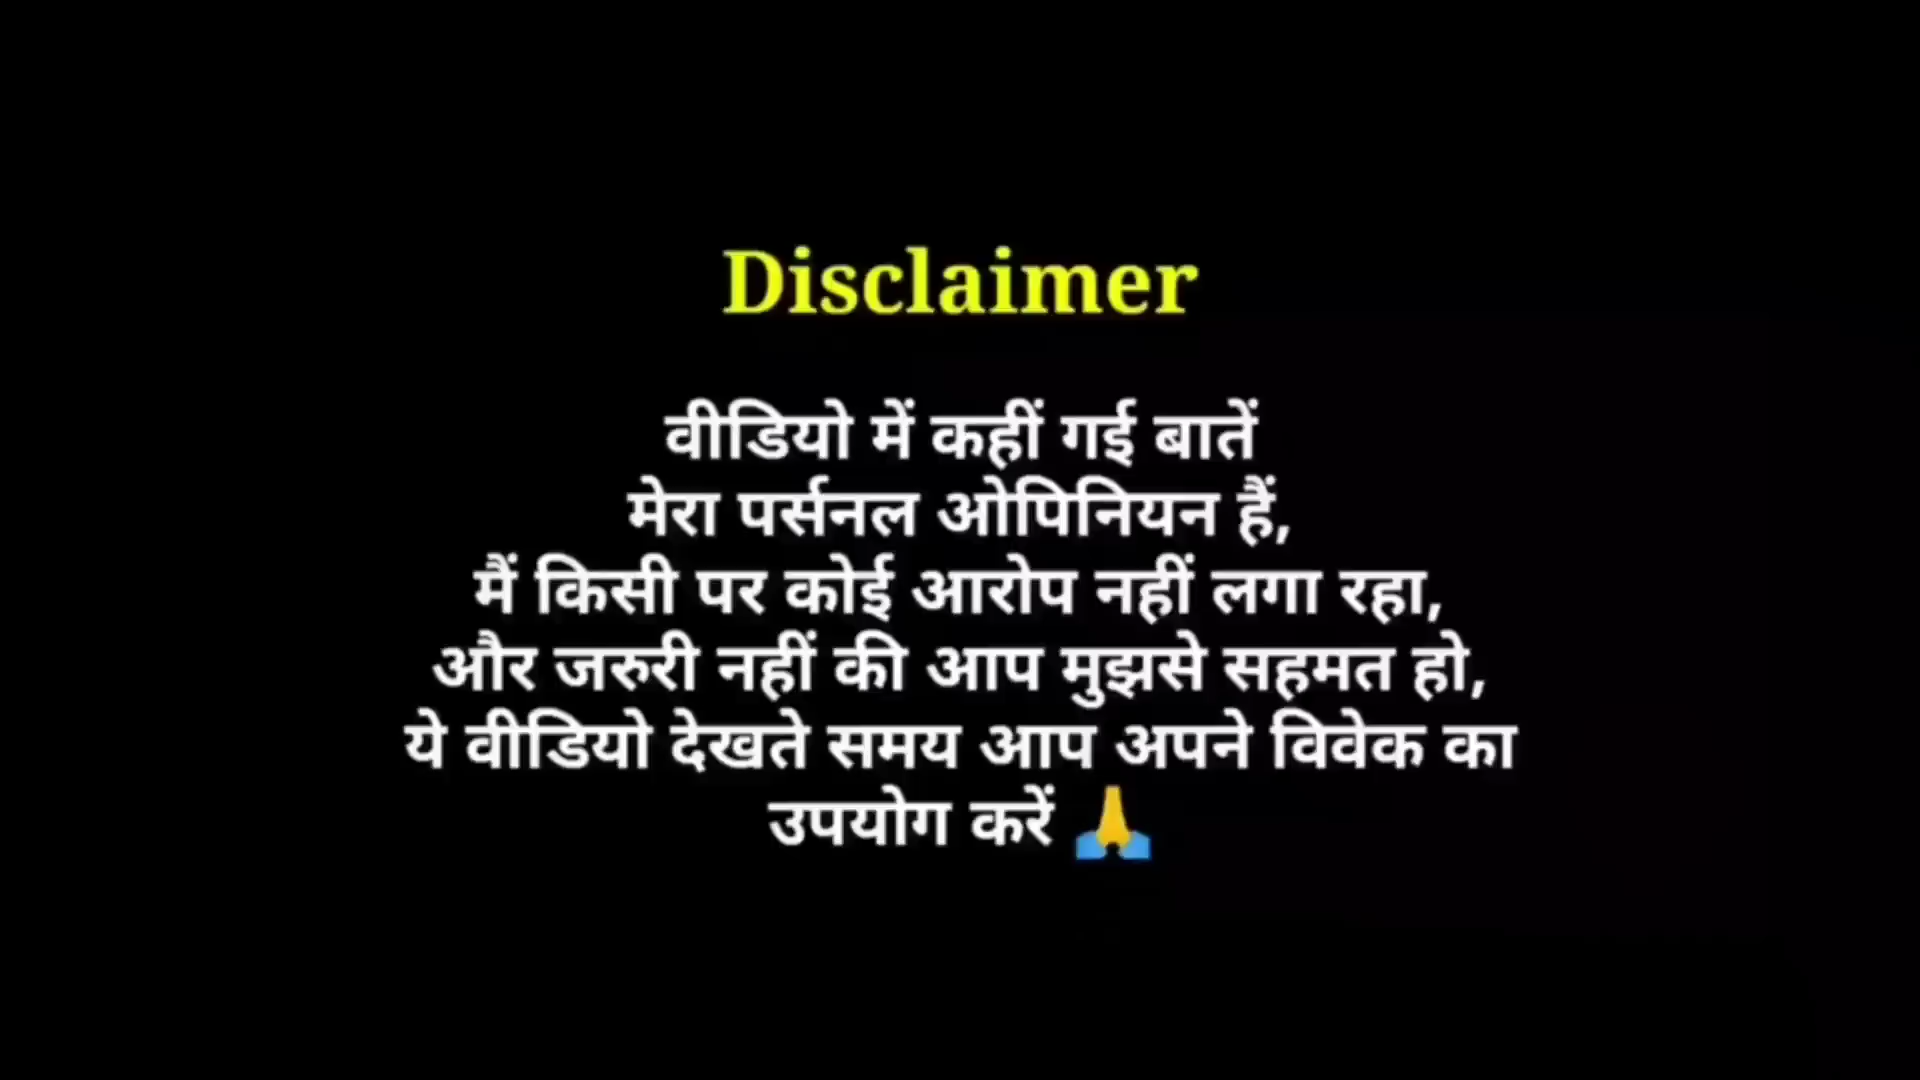 Disclaimer
वीडियो में कहीं गई बातें
मेरा पर्सनल ओपिनियन हैं,
मैं किसी पर कोई आरोप नहीं लगा रहा,
और जरुरी नहीं की आप मुझसे सहमत हो,
ये वीडियो देखते समय आप अपने विवेक का
उपयोग करें 🙏